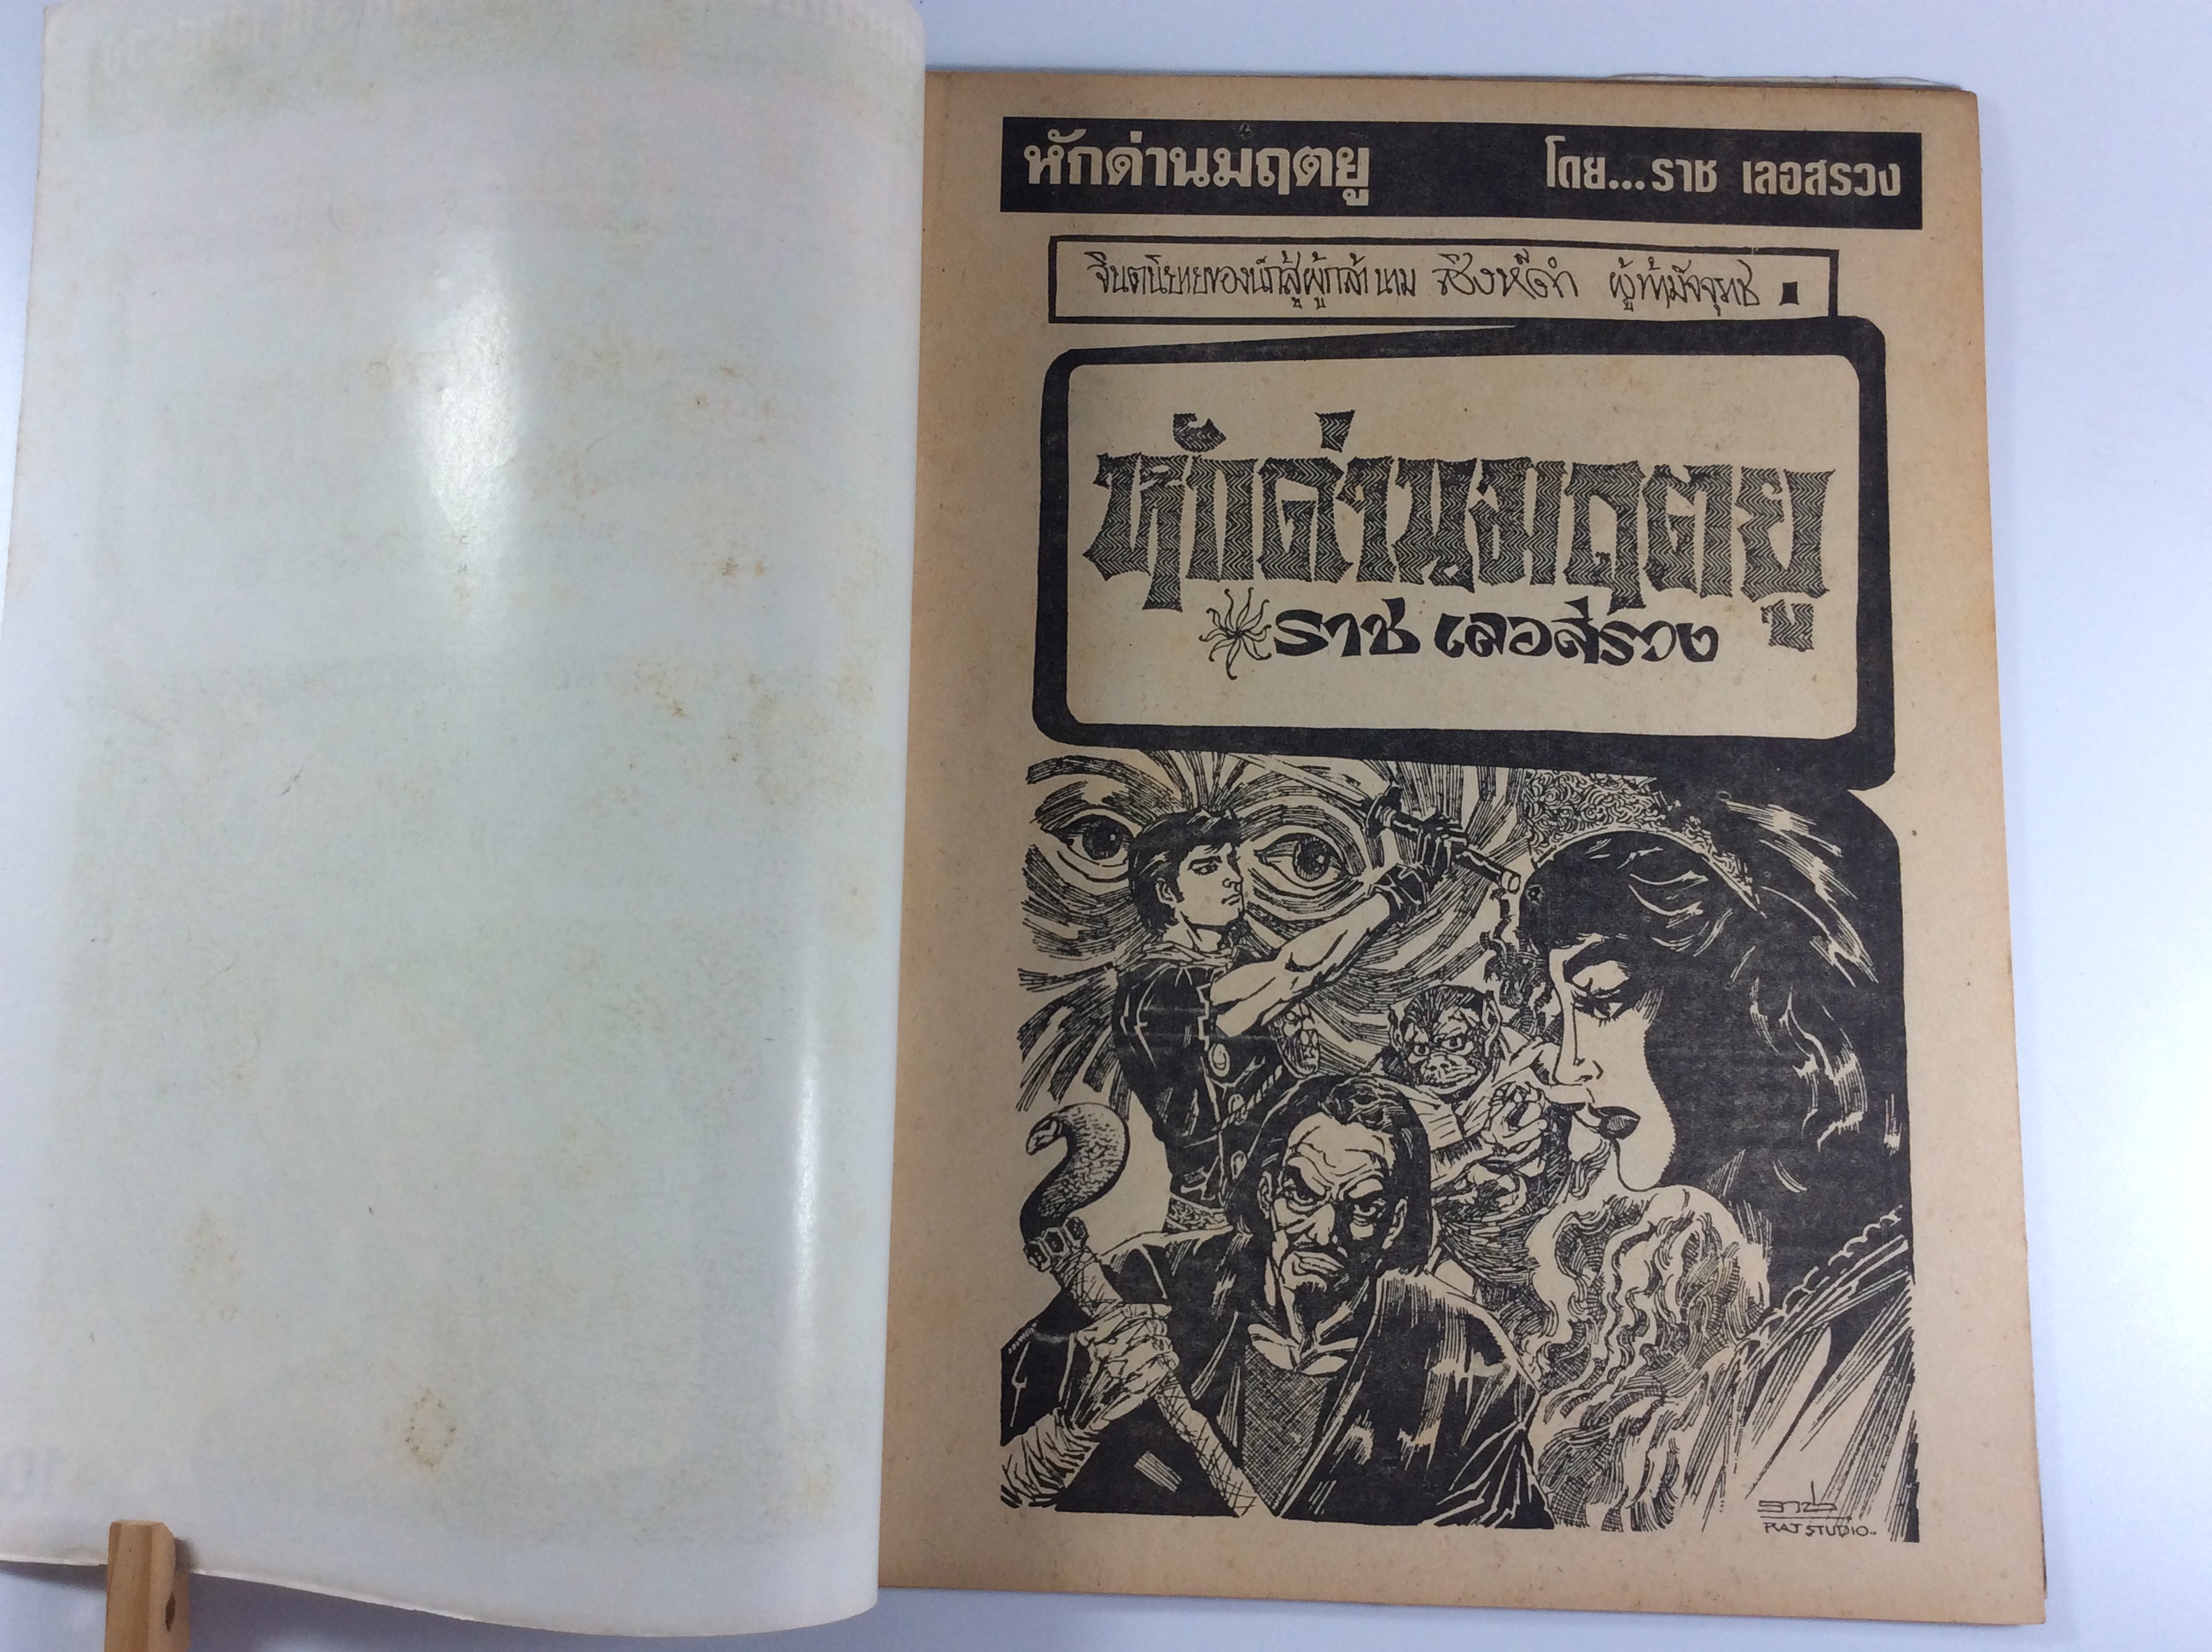 หักด่านมฤตยู โดย...ราช เลอสรวง
จินตนิยายของนักสู้ผู้กล้า นาม สิงห์ดำ ผู้ท้ามัจจุราช
หักด่านมฤตยู
ราช เลอสรวง
ราช
RAJ STUDIO..
10